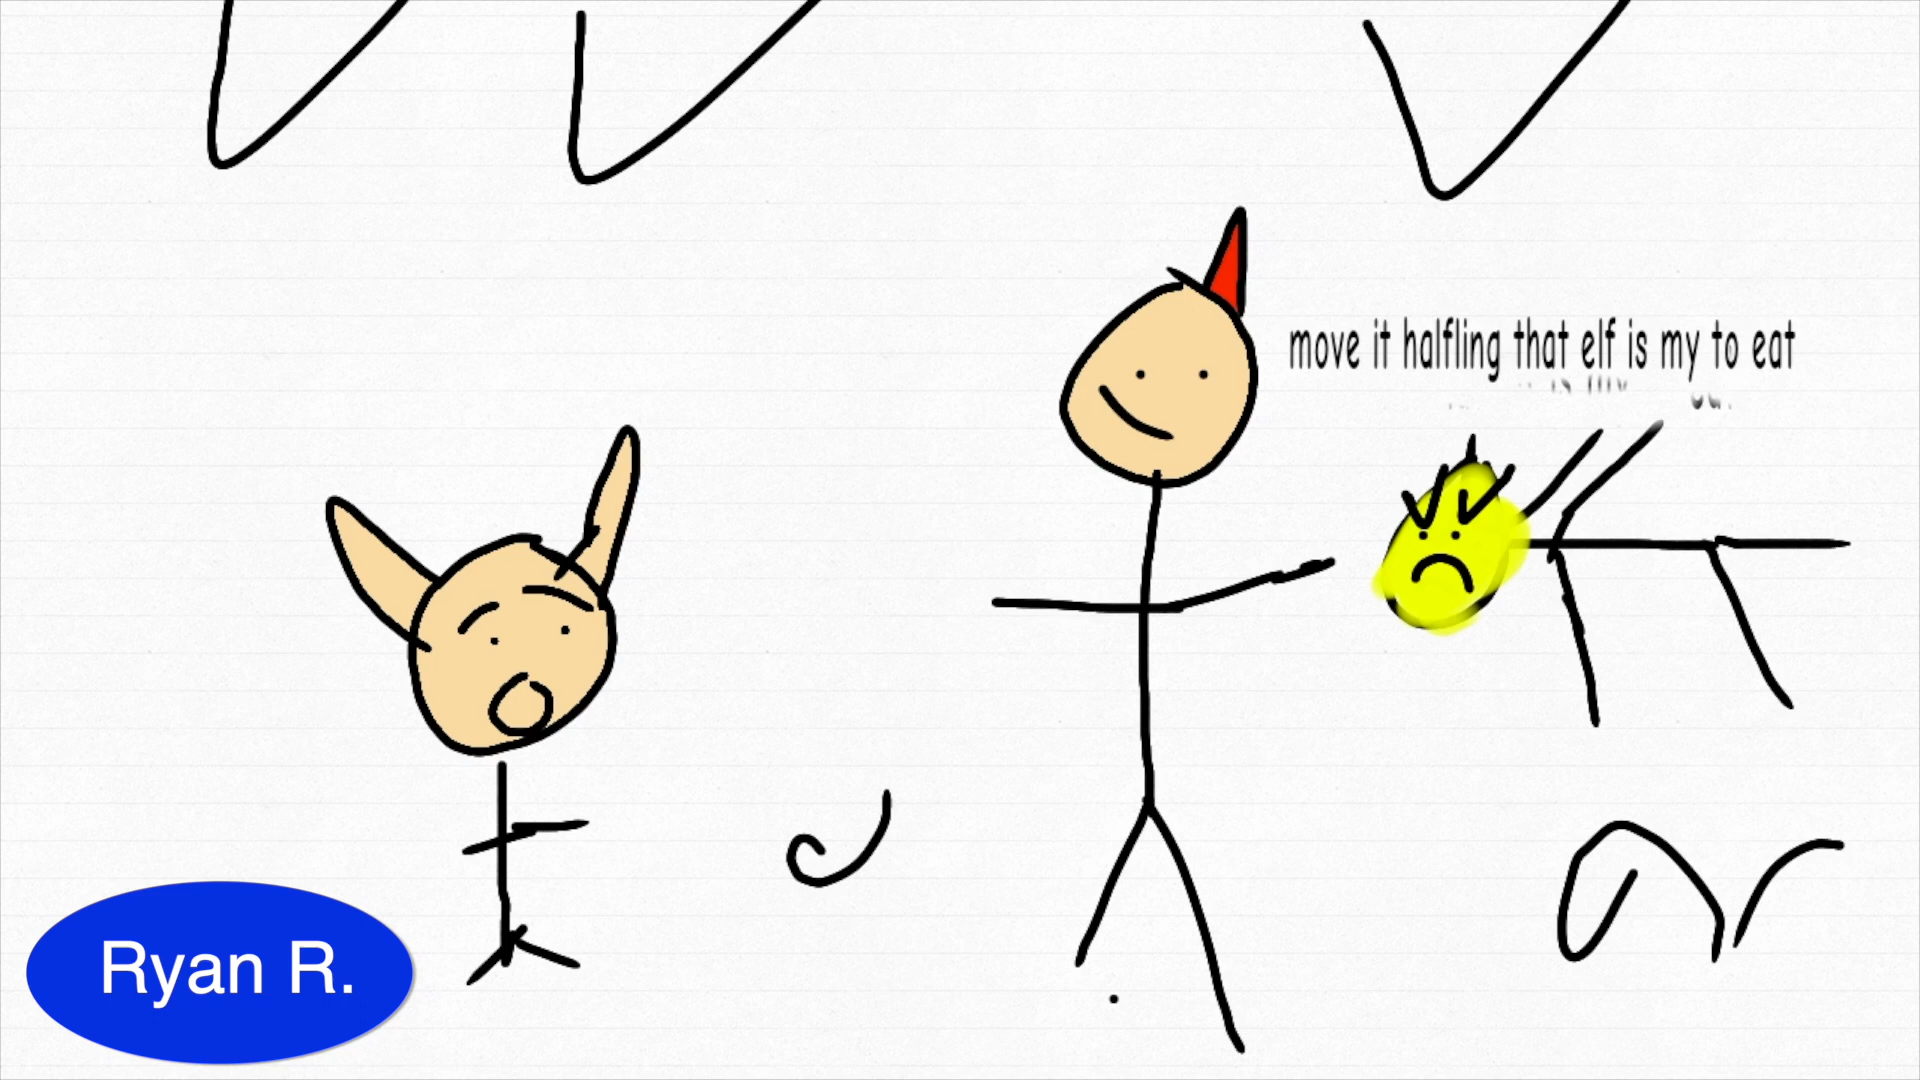 move it halfling that elf is my to eat
Ryan R.